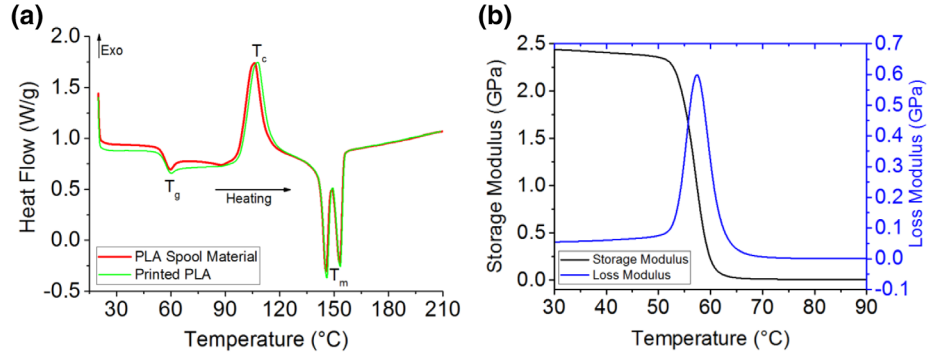 (a)
Heat Flow (W/g)
2.0
1.5
1.0
0.5
0.0
-0.5
Exo
Tc
Tg
Heating
Tm
PLA Spool Material
Printed PLA
30 60 90 120 150 180 210
Temperature (°C)
(b)
Storage Modulus (GPa)
2.5
2.0
1.5
1.0
0.5
0.0
Storage Modulus
Loss Modulus
30 40 50 60 70 80 90
Temperature (°C)
0.7
0.6
0.5
0.4
0.3
0.2
0.1
0.0
-0.1
Loss Modulus (GPa)